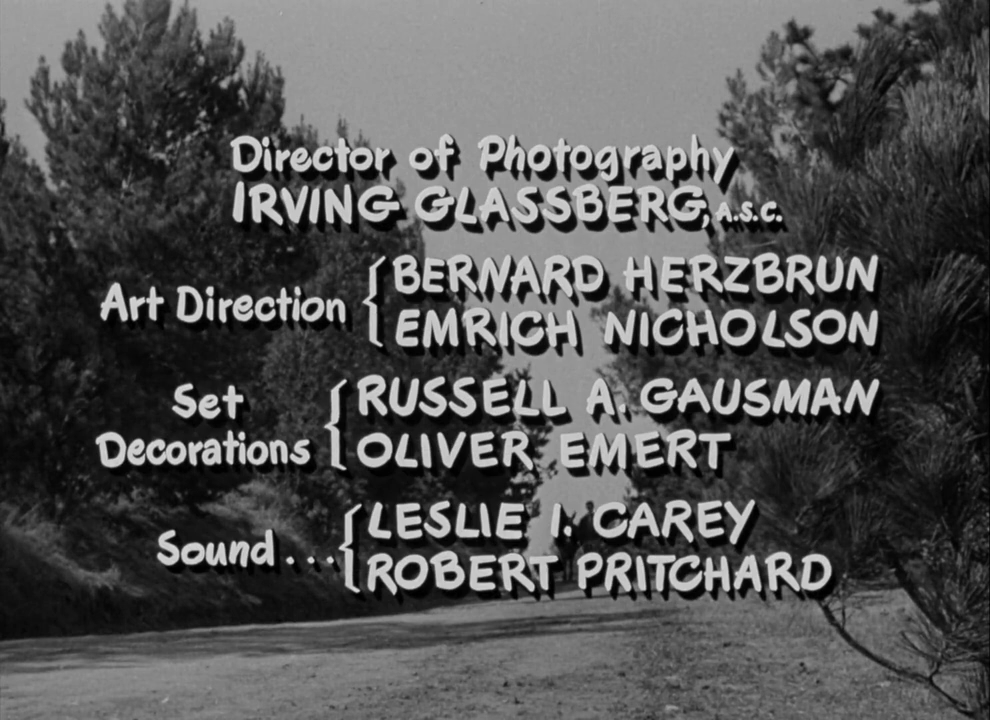 Director of Photography
IRVING GLASSBERG, A.S.C.
Art Direction { BERNARD HERZBRUN
EMRICH NICHOLSON
Set Decorations { RUSSELL A. GAUSMAN
OLIVER EMERT
Sound... { LESLIE I. CAREY
ROBERT PRITCHARD